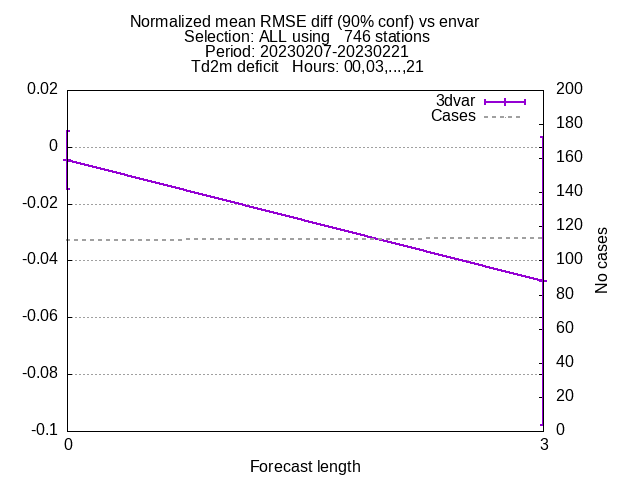 Normalized mean RMSE diff (90% conf) vs envar
Selection: ALL using   746 stations
Period: 20230207-20230221
Td2m deficit   Hours: 00,03,...,21
0.02
0
-0.02
-0.04
-0.06
-0.08
-0.1
200
180
160
140
120
100
80
60
40
20
0
3dvar
Cases
No cases
0
3
Forecast length